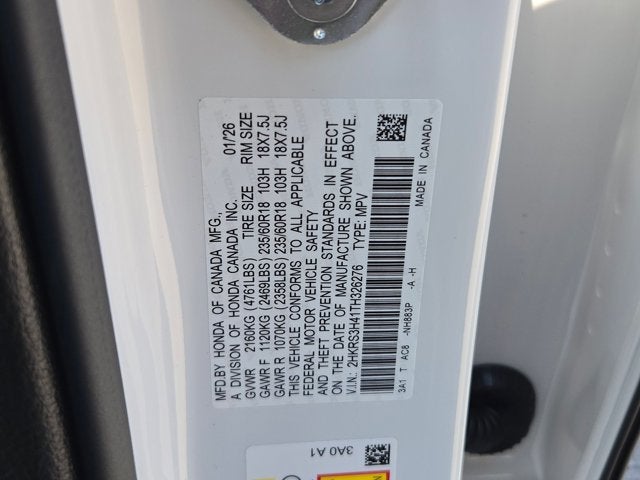 MFD.BY HONDA OF CANADA MFG., 01/26
A DIVISION OF HONDA CANADA INC.
GVWR 2160KG (4761LBS) TIRE SIZE RIM SIZE
GAWR F 1120KG (2469LBS) 235/60R18 103H 18X7.5J
GAWR R 1070KG (2358LBS) 235/60R18 103H 18X7.5J
THIS VEHICLE CONFORMS TO ALL APPLICABLE
FEDERAL MOTOR VEHICLE SAFETY
AND THEFT PREVENTION STANDARDS IN EFFECT
ON THE DATE OF MANUFACTURE SHOWN ABOVE.
V.I.N.: 2HKRS3H41TH326276 TYPE: MPV
3A1 T AC8 -NH883P -A -H
MADE IN CANADA
3A0 A1